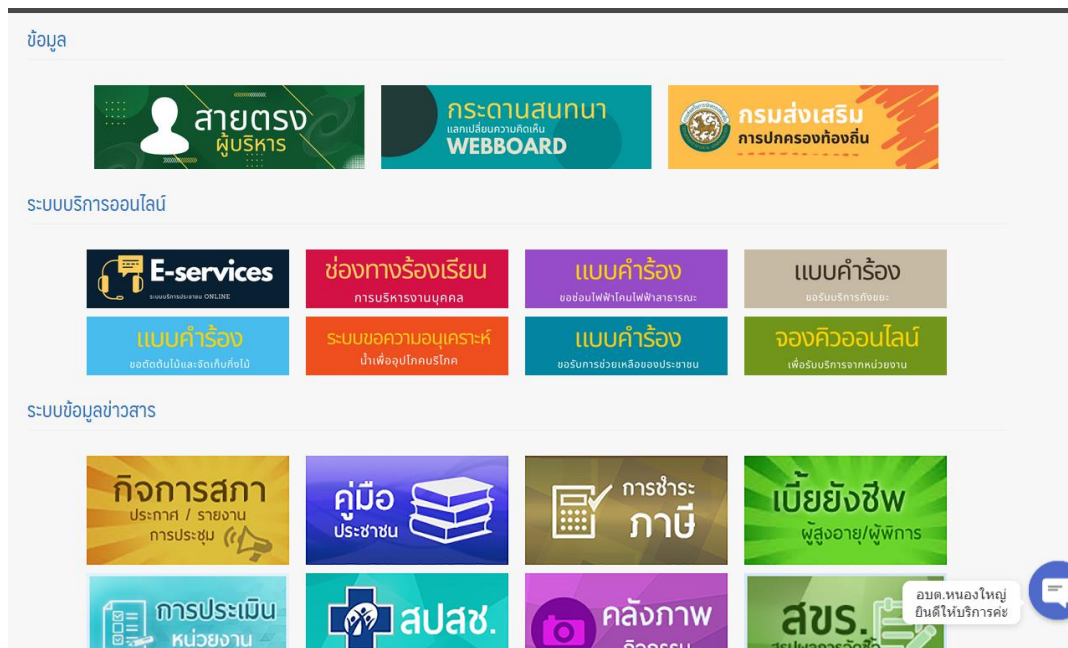 ข้อมูล
สายตรง
ผู้บริหาร
กระดานสนทนา
แลกเปลี่ยนความคิดเห็น
WEBBOARD
กรมส่งเสริม
การปกครองท้องถิ่น
ระบบบริการออนไลน์
E-services
ระบบบริการประชาชน ONLINE
ช่องทางร้องเรียน
การบริหารงานบุคคล
แบบคำร้อง
ขอซ่อมไฟฟ้าโคมไฟฟ้าสาธารณะ
แบบคำร้อง
ขอรับบริการถังขยะ
แบบคำร้อง
ขอตัดต้นไม้และจัดเก็บกิ่งไม้
ระบบขอความอนุเคราะห์
น้ำเพื่ออุปโภคบริโภค
แบบคำร้อง
ขอรับการช่วยเหลือของประชาชน
จองคิวออนไลน์
เพื่อรับบริการจากหน่วยงาน
ระบบข้อมูลข่าวสาร
กิจการสภา
ประกาศ / รายงาน
การประชุม
คู่มือ
ประชาชน
การชำระ
ภาษี
เบี้ยยังชีพ
ผู้สูงอายุ/ผู้พิการ
การประเมิน
หน่วยงาน
สปสช.
คลังภาพ
กิจกรรม
สขร.
สรุปผลการจัดซื้อ
อบต.หนองใหญ่
ยินดีให้บริการค่ะ